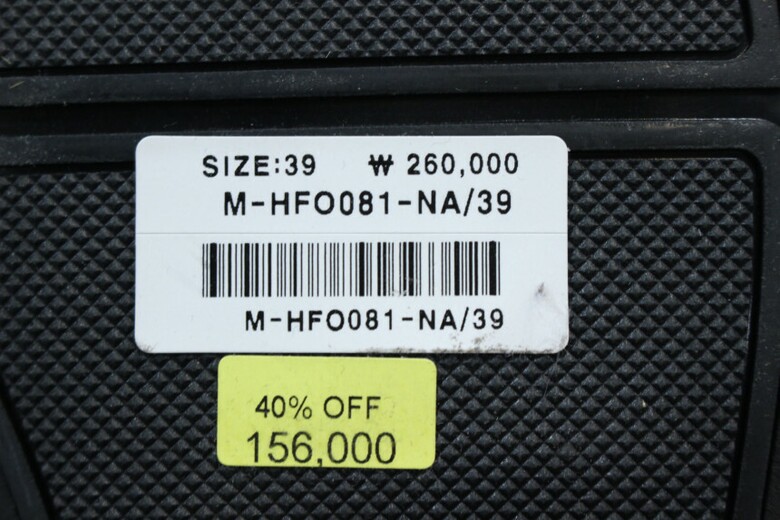 SIZE:39 ₩ 260,000
M-HFO081-NA/39
M-HFO081-NA/39
40% OFF
156,000